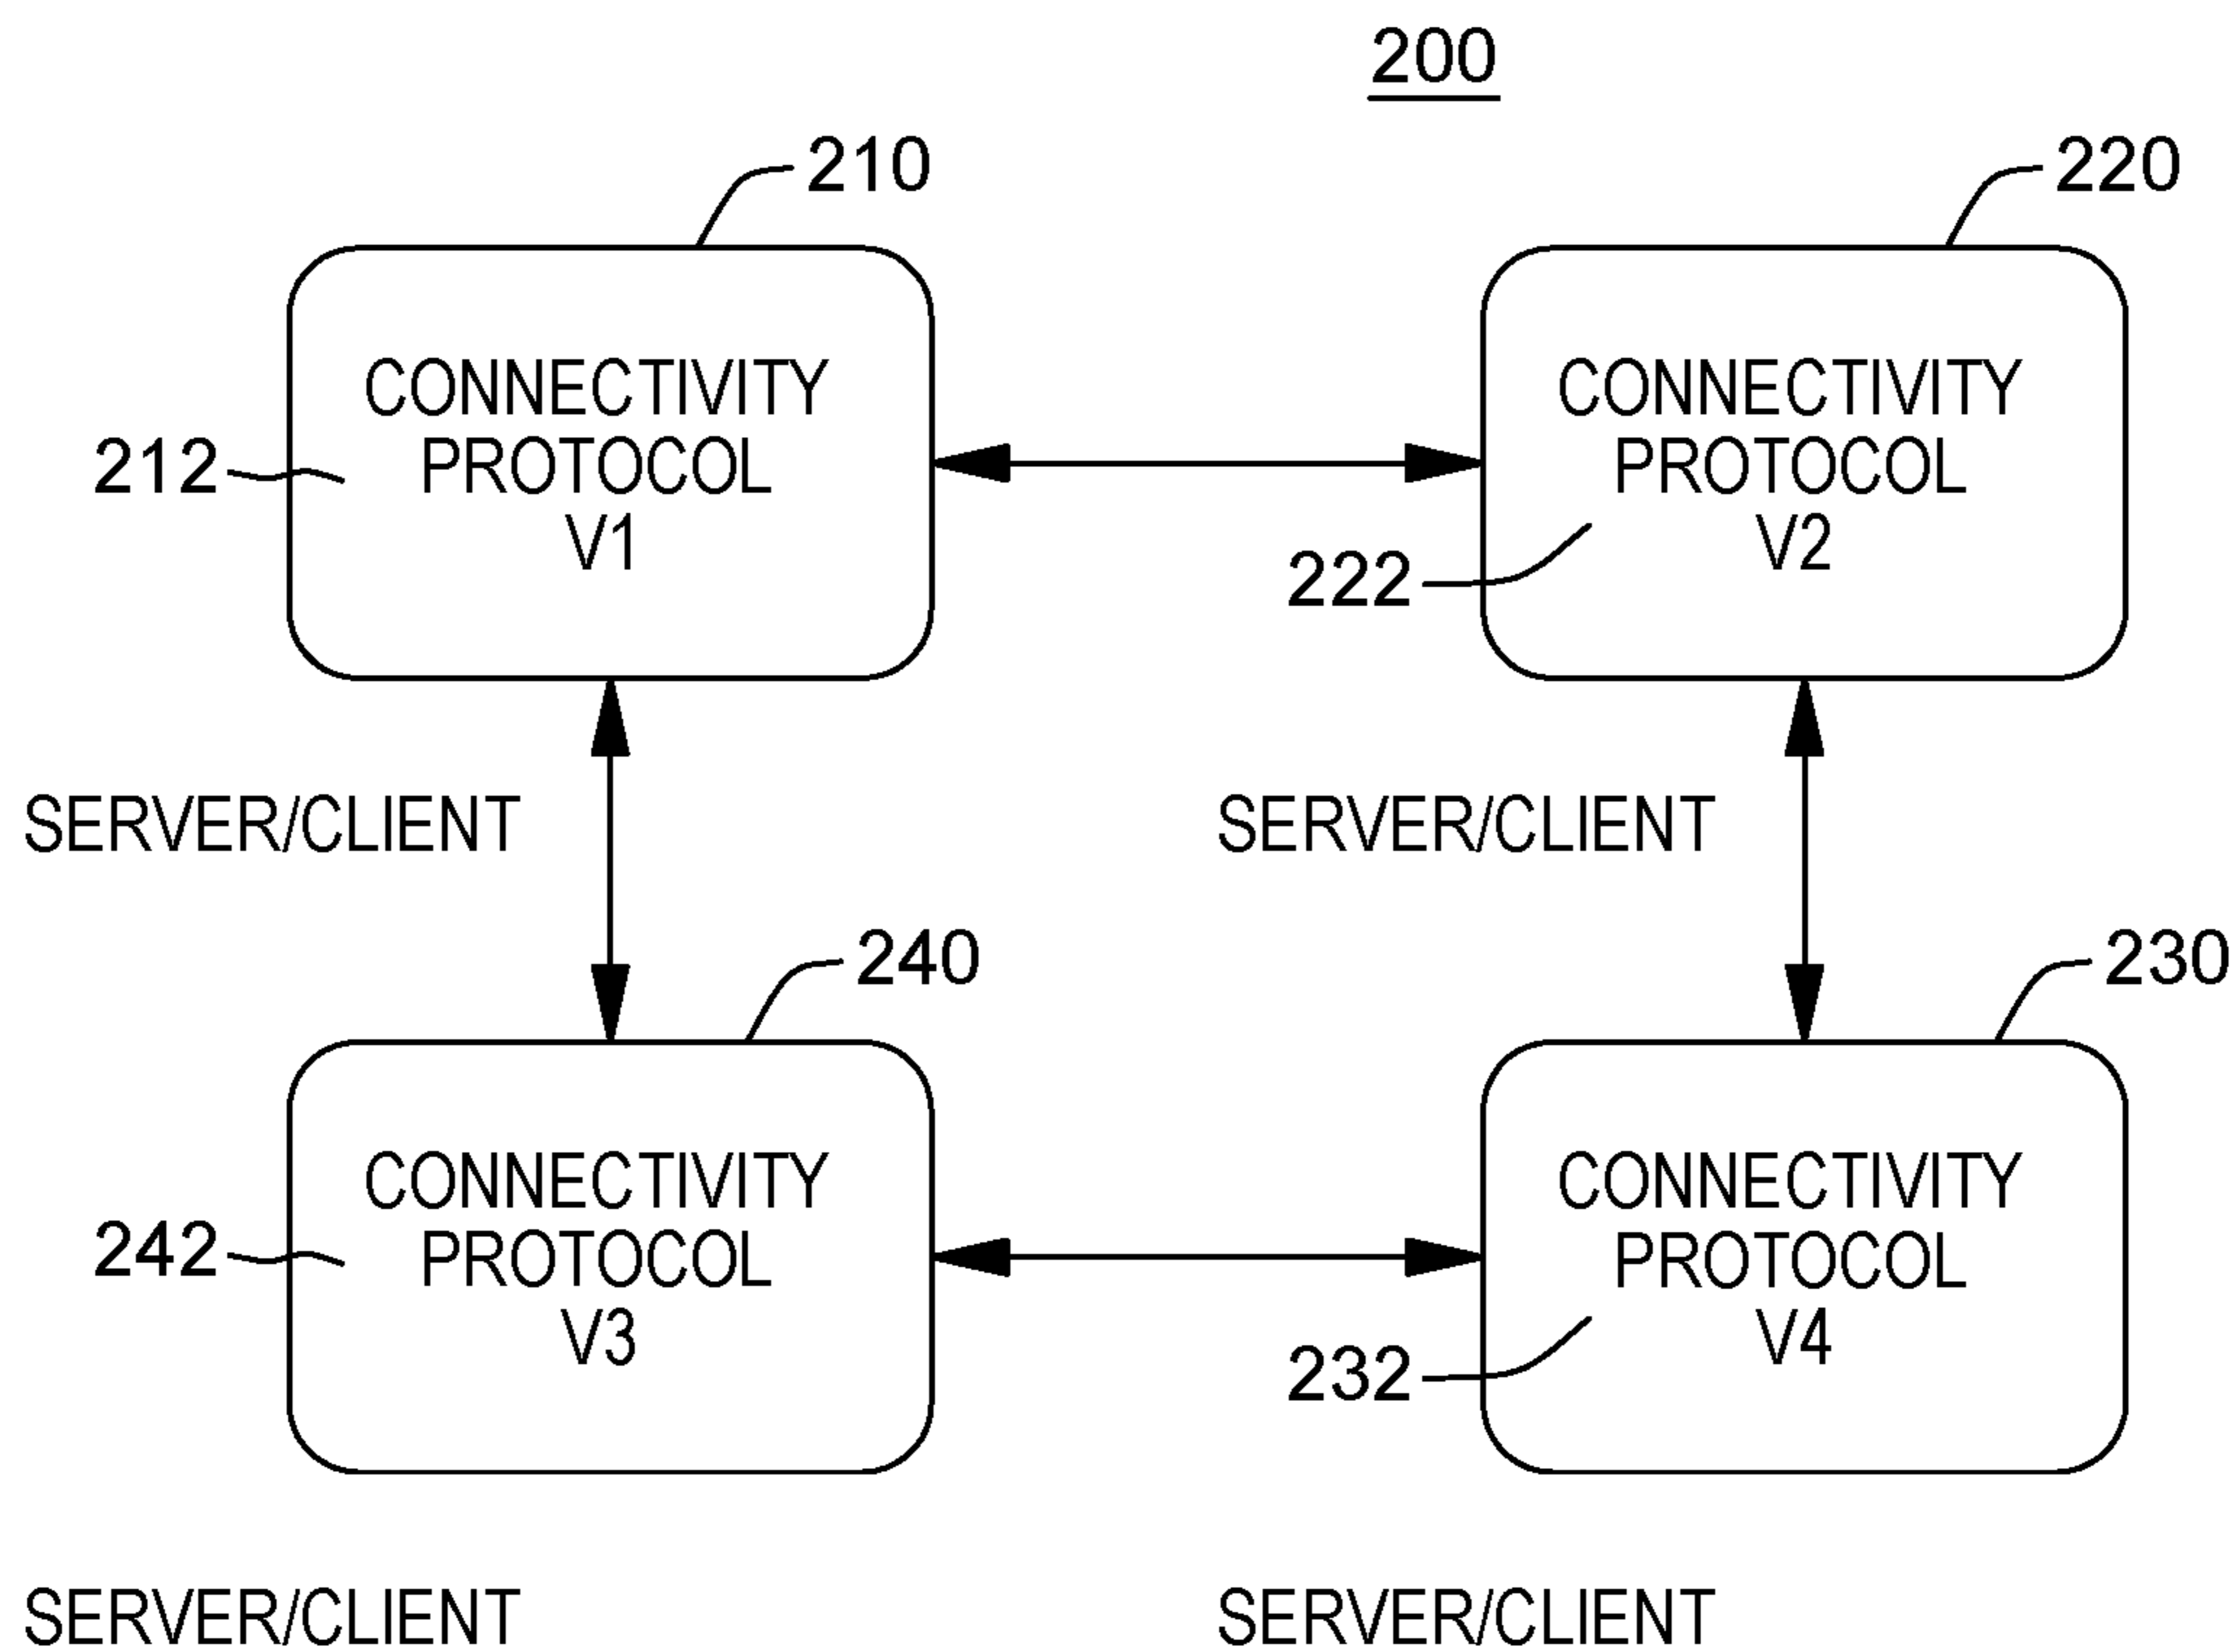 200
210
220
CONNECTIVITY
PROTOCOL
V1
212
CONNECTIVITY
PROTOCOL
V2
222
SERVER/CLIENT
SERVER/CLIENT
240
230
CONNECTIVITY
PROTOCOL
V3
242
CONNECTIVITY
PROTOCOL
V4
232
SERVER/CLIENT
SERVER/CLIENT